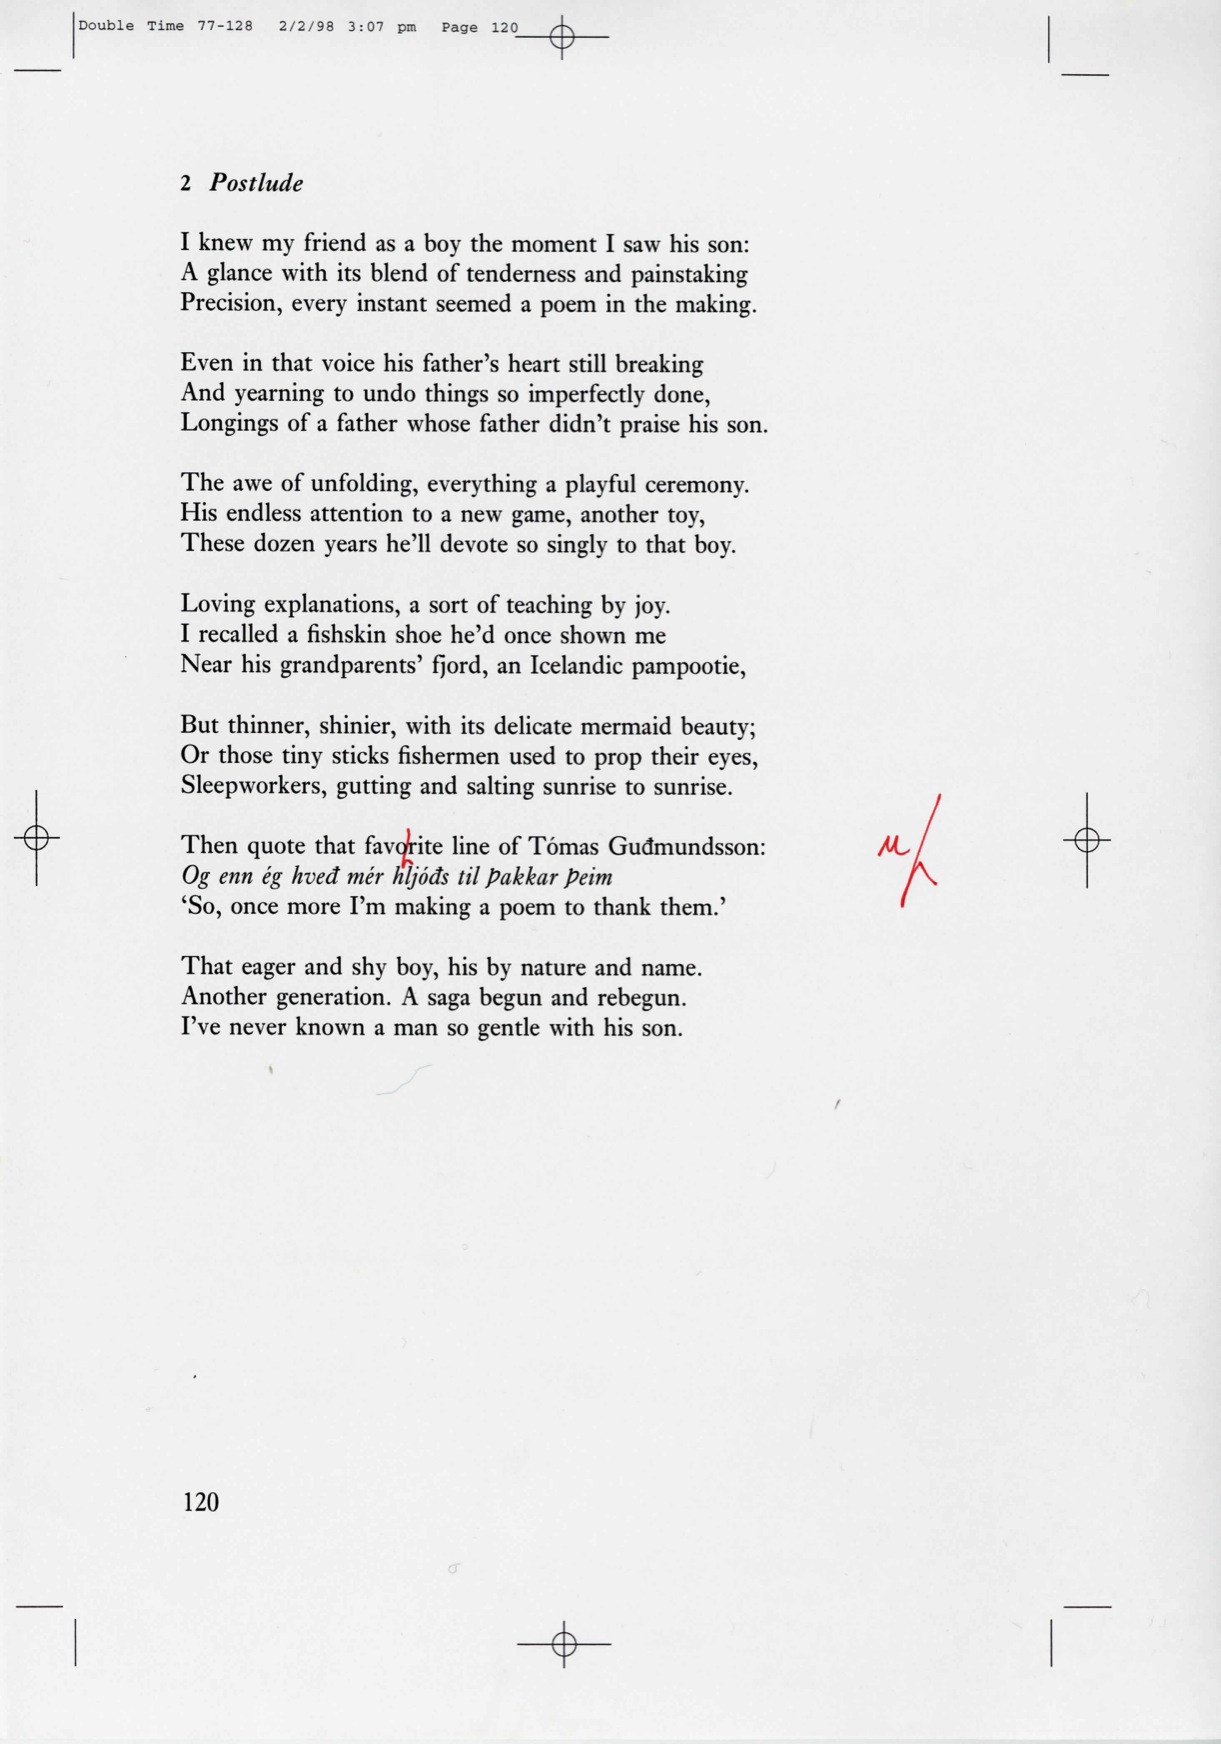 Double Time 77-128 2/2/98 3:07 pm Page 120
2 Postlude
I knew my friend as a boy the moment I saw his son:
A glance with its blend of tenderness and painstaking
Precision, every instant seemed a poem in the making.
Even in that voice his father’s heart still breaking
And yearning to undo things so imperfectly done,
Longings of a father whose father didn’t praise his son.
The awe of unfolding, everything a playful ceremony.
His endless attention to a new game, another toy,
These dozen years he’ll devote so singly to that boy.
Loving explanations, a sort of teaching by joy.
I recalled a fishskin shoe he’d once shown me
Near his grandparents’ fjord, an Icelandic pampootie,
But thinner, shinier, with its delicate mermaid beauty;
Or those tiny sticks fishermen used to prop their eyes,
Sleepworkers, gutting and salting sunrise to sunrise.
Then quote that favorite line of Tómas Guđmundsson:
u/
Og enn ég hveđ mér hljóđs til þakkar þeim
‘So, once more I’m making a poem to thank them.’
That eager and shy boy, his by nature and name.
Another generation. A saga begun and rebegun.
I’ve never known a man so gentle with his son.
120